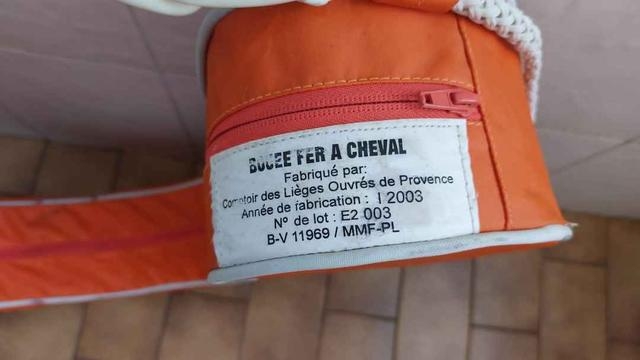 BOUEE FER A CHEVAL
Fabriqué par:
Comptoir des Lièges Ouvrés de Provence
Année de fabrication : I 2003
N° de lot : E2 003
B-V 11969 / MMF-PL